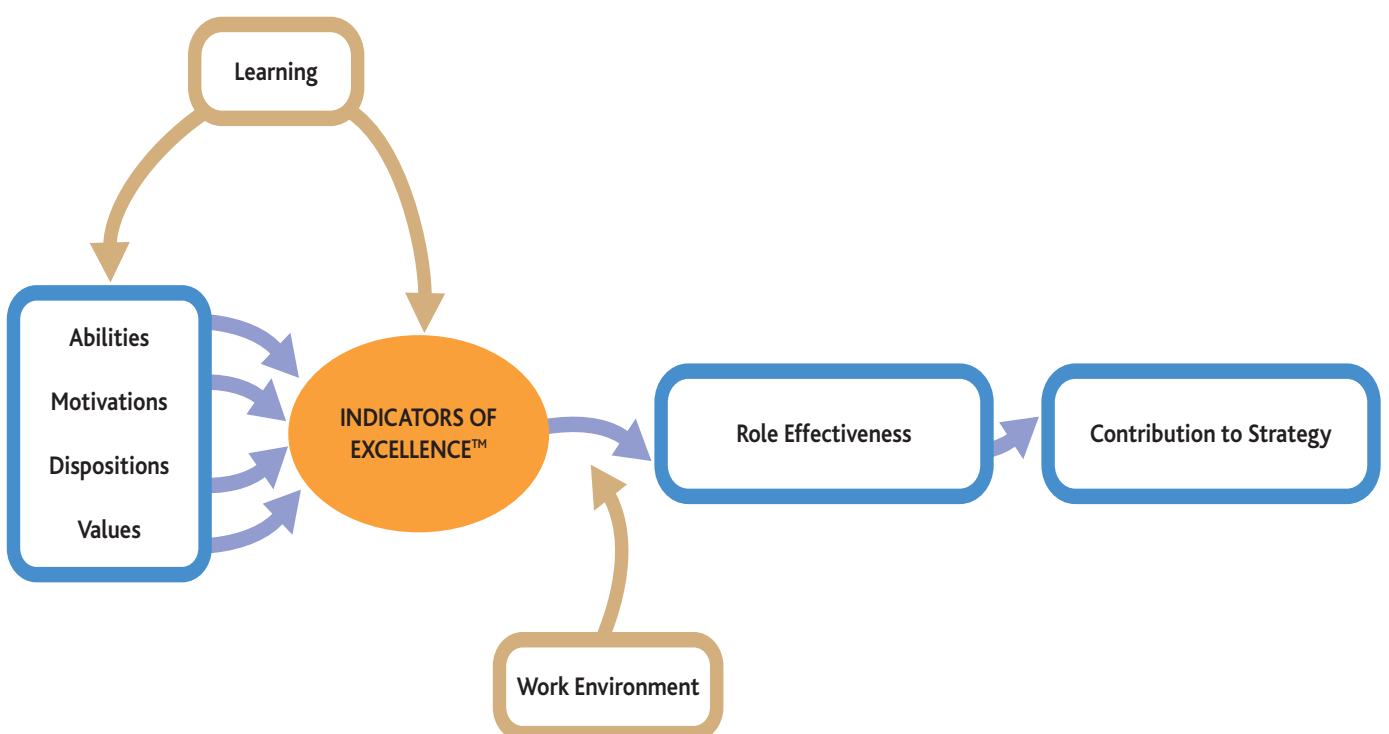 Learning
Abilities
Motivations
Dispositions
Values
INDICATORS OF
EXCELLENCE™
Role Effectiveness
Contribution to Strategy
Work Environment